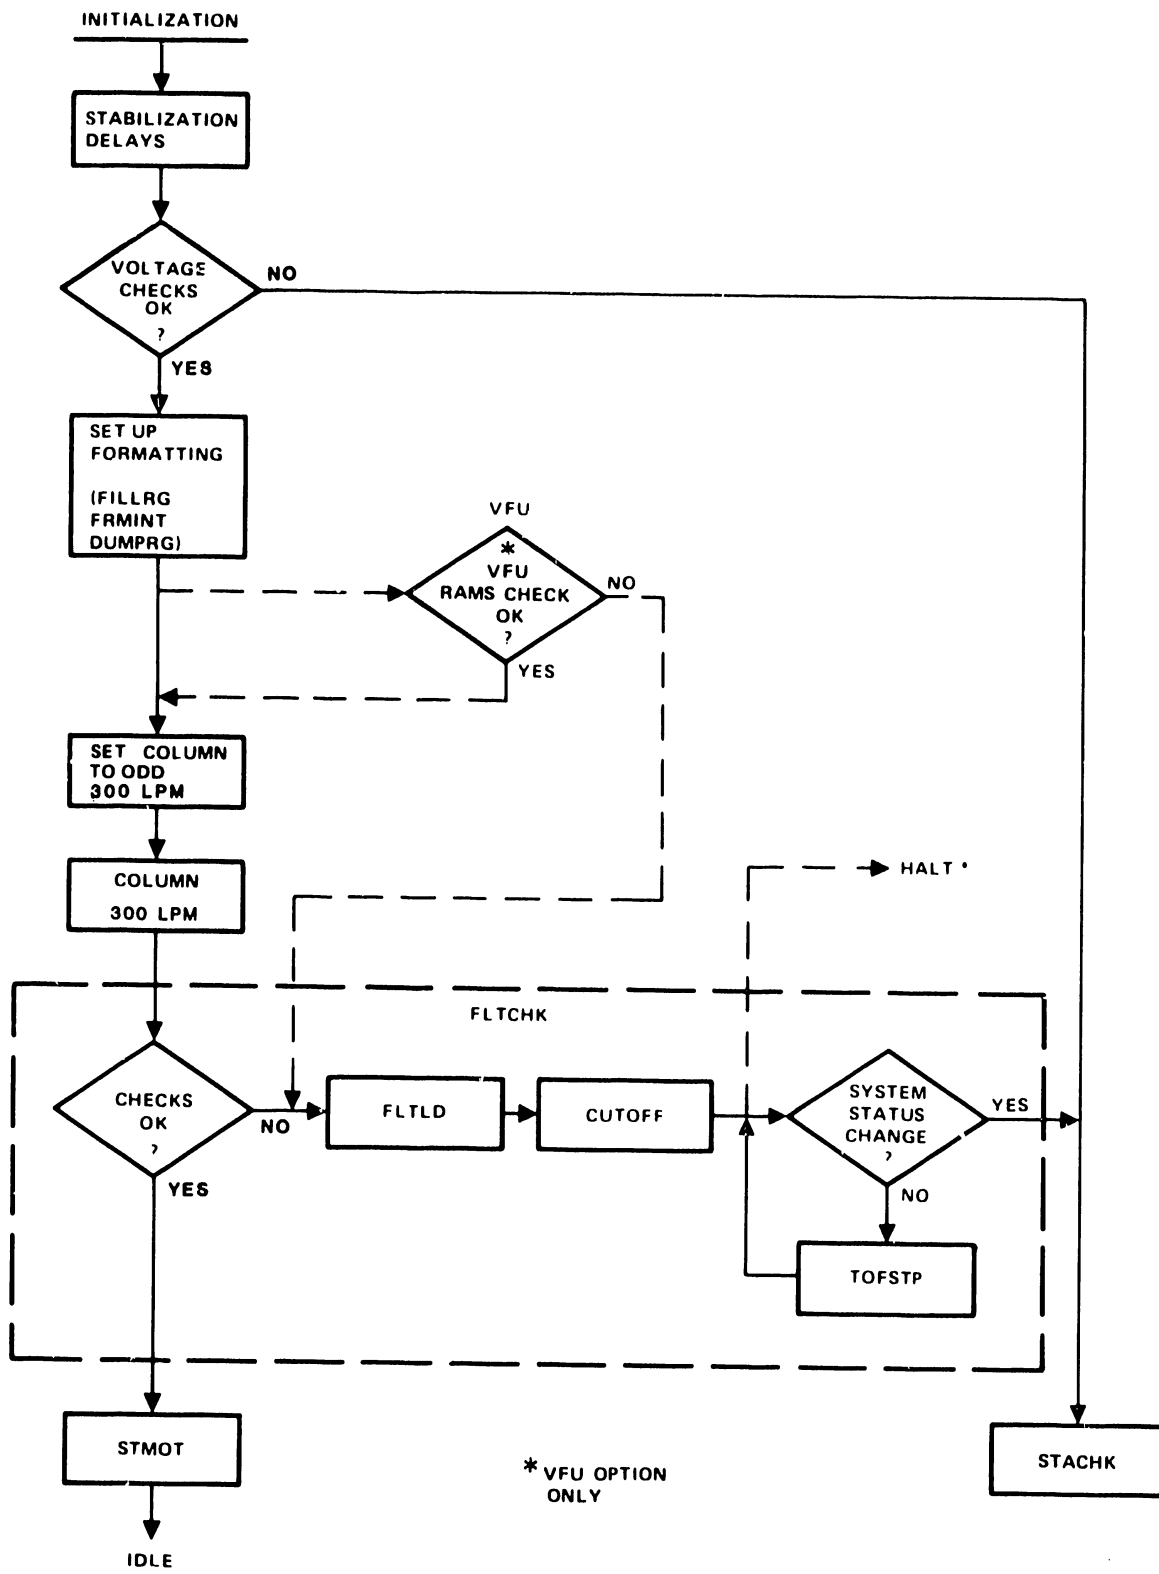 INITIALIZATION
STABILIZATION
DELAYS
VOLTAGE
CHECKS
OK
?
NO
YES
SET UP
FORMATTING
(FILLRG
FRMINT
DUMPRG)
VFU
*
VFU
RAMS CHECK
OK
?
NO
YES
SET COLUMN
TO ODD
300 LPM
COLUMN
300 LPM
HALT *
FLTCHK
CHECKS
OK
?
NO
YES
FLTLD
CUTOFF
SYSTEM
STATUS
CHANGE
?
YES
NO
TOFSTP
STMOT
IDLE
* VFU OPTION
ONLY
STACHK